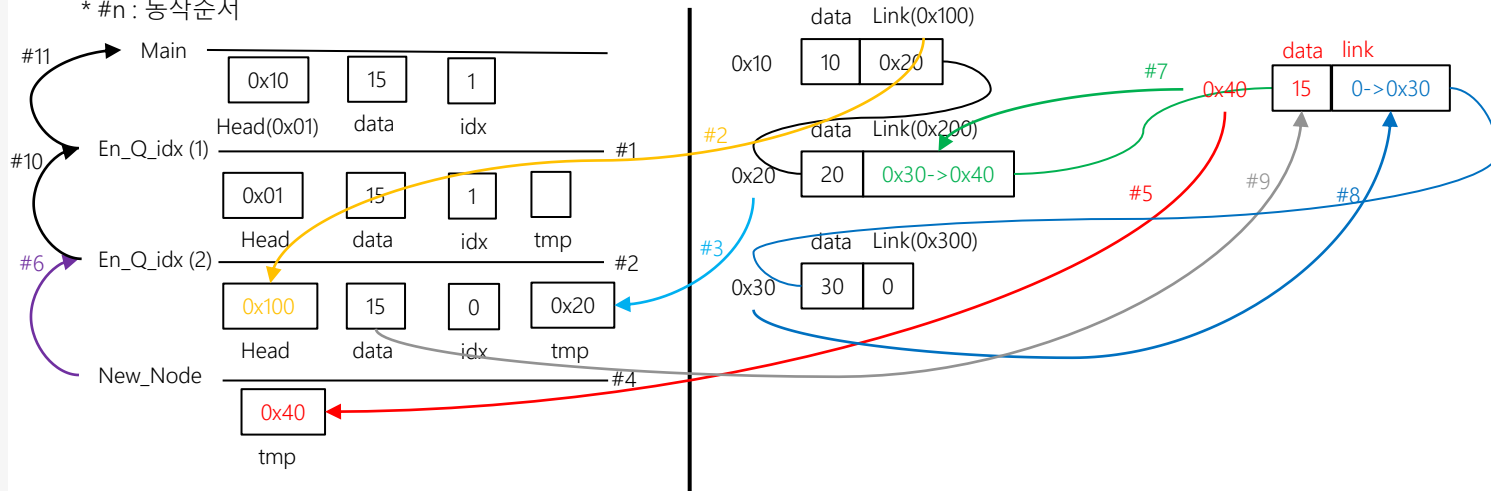 * #n : 동작순서
Main
#11
0x10 15 1
Head(0x01) data idx
En_Q_idx (1)
#1
#10
0x01 15 1
Head data idx tmp
En_Q_idx (2)
#2
#6
0x100 15 0 0x20
Head data idx tmp
New_Node
#4
0x40
tmp
data Link(0x100)
0x10 10 0x20
#2
data Link(0x200)
0x20 20 0x30->0x40
#3
data Link(0x300)
0x30 30 0
#7
data link
0x40 15 0->0x30
#5
#9
#8